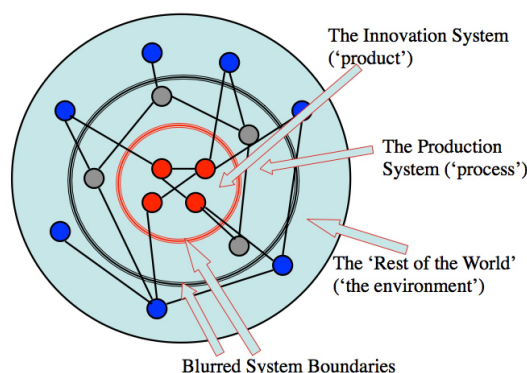 The Innovation System
(‘product’)
The Production
System (‘process’)
The ‘Rest of the World’
(‘the environment’)
Blurred System Boundaries